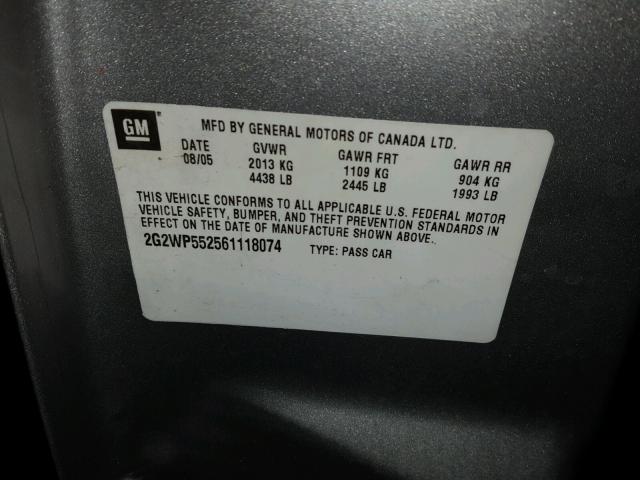 GM
MFD BY GENERAL MOTORS OF CANADA LTD.
DATE GVWR GAWR FRT GAWR RR
08/05 2013 KG 1109 KG 904 KG
4438 LB 2445 LB 1993 LB
THIS VEHICLE CONFORMS TO ALL APPLICABLE U.S. FEDERAL MOTOR
VEHICLE SAFETY, BUMPER, AND THEFT PREVENTION STANDARDS IN
EFFECT ON THE DATE OF MANUFACTURE SHOWN ABOVE.
2G2WP552561118074 TYPE: PASS CAR